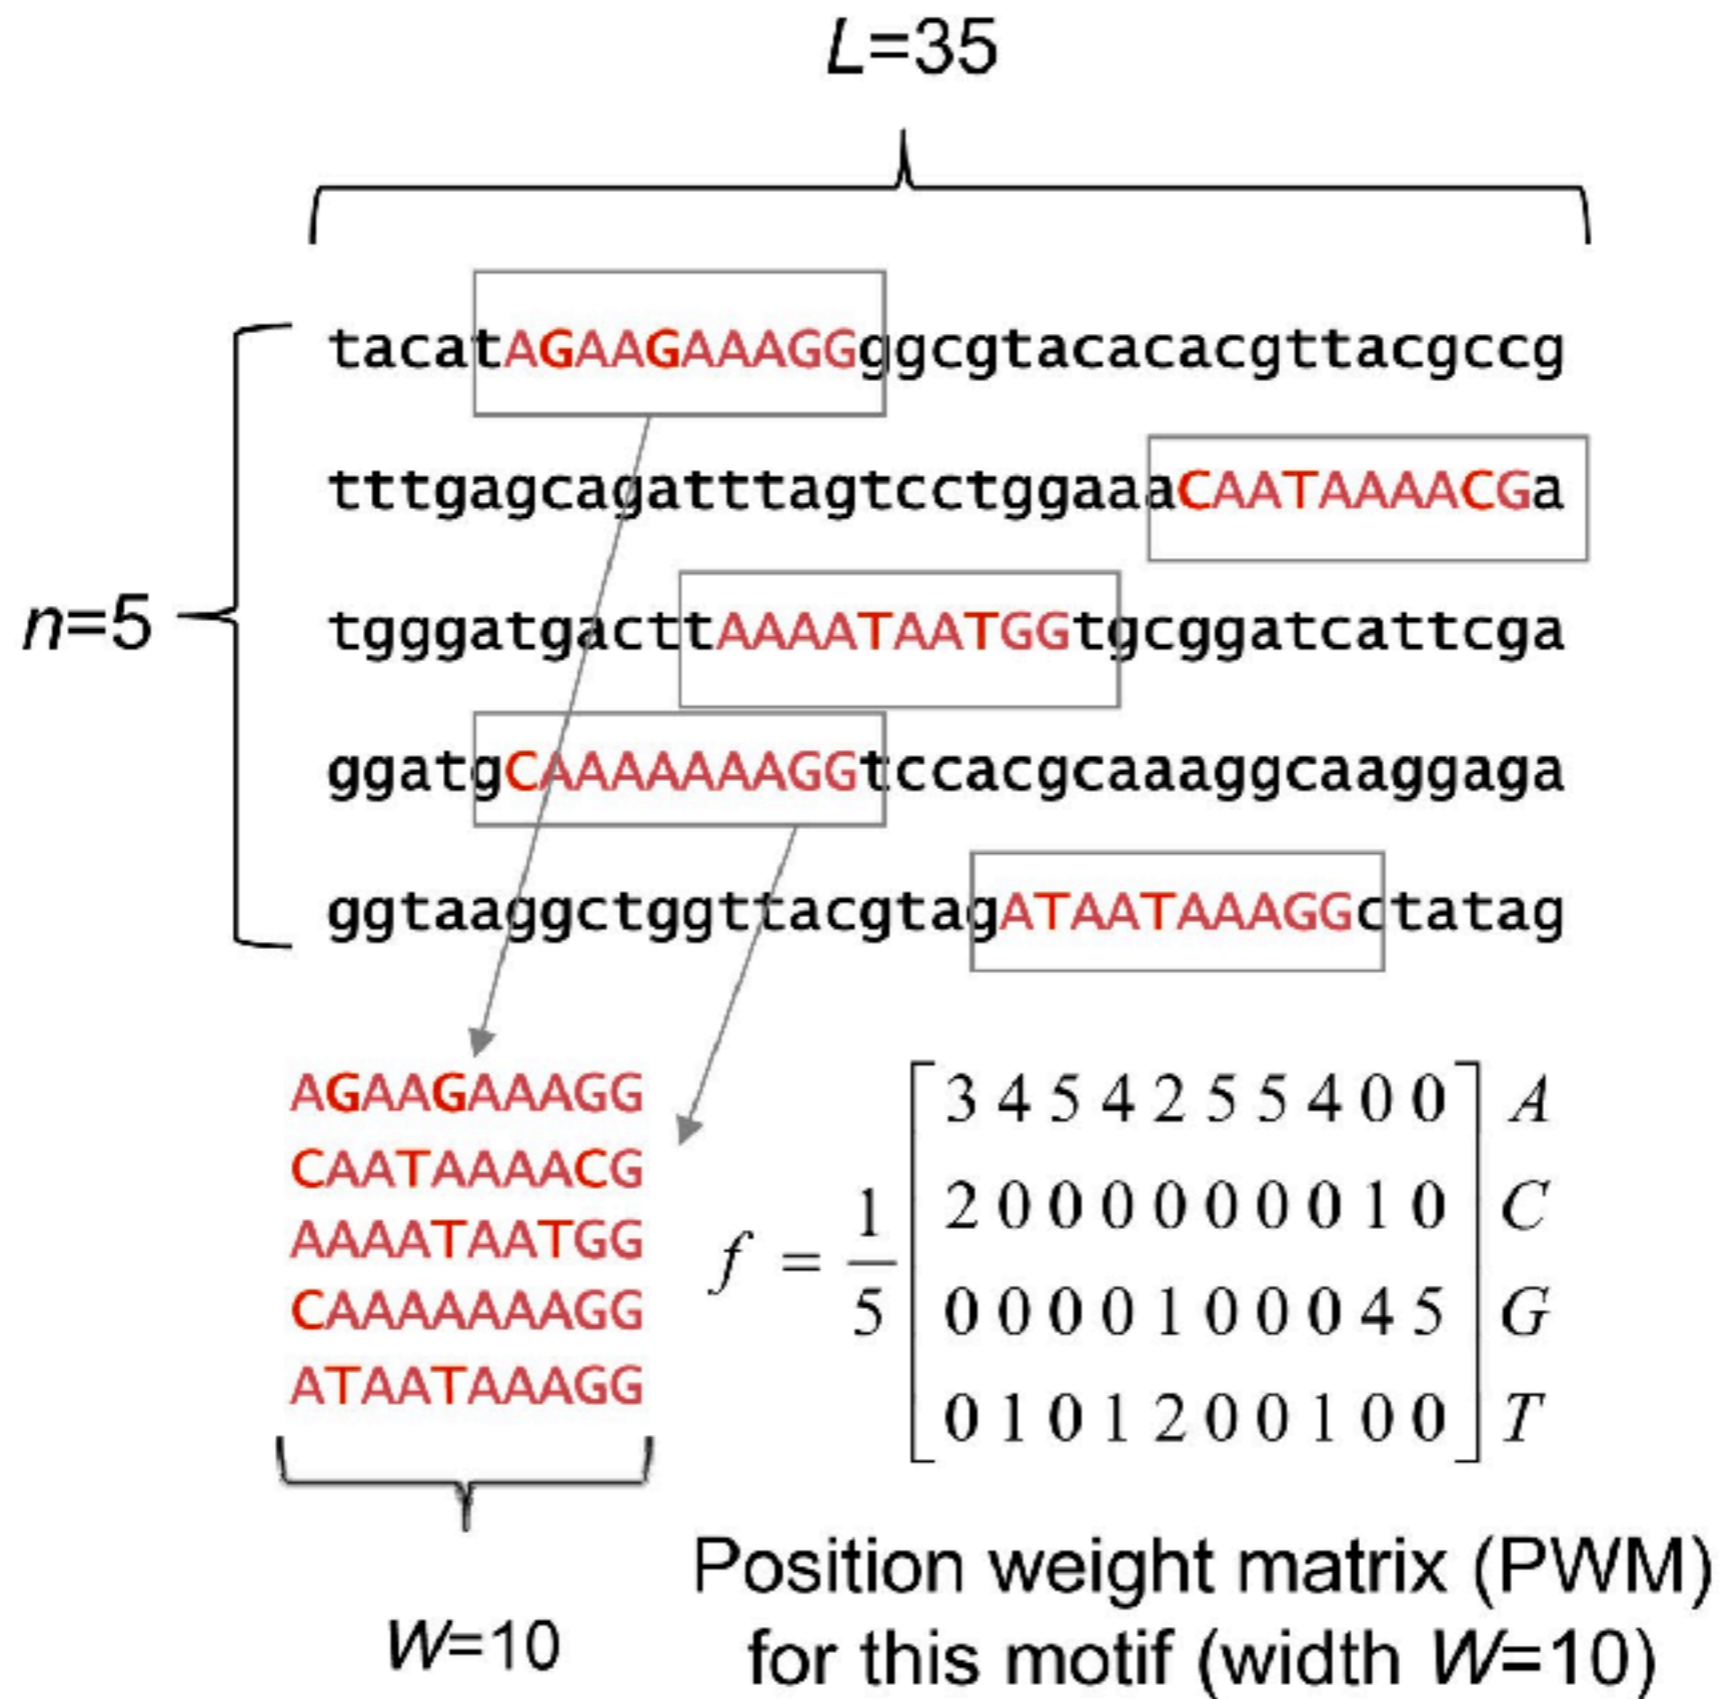 L=35
tacatAGAAGAAAGGggcgtacacacgttacgccg
tttgagcagatttagtcctggaaaCAATAAAACGa
n=5
tgggatgacttAAAATAATGGtgcggatcattcga
ggatgCAAAAAAAGGtccacgcaaaggcaaggaga
ggtaaggctggttacgtagATAATAAAGGctatag
AGAAGAAAGG
CAATAAAACG
AAAATAATGG
CAAAAAAAGG
ATAATAAAGG
W=10
f = 1/5
3 4 5 4 2 5 5 4 0 0 A
2 0 0 0 0 0 0 0 1 0 C
0 0 0 0 1 0 0 0 4 5 G
0 1 0 1 2 0 0 1 0 0 T
Position weight matrix (PWM)
for this motif (width W=10)